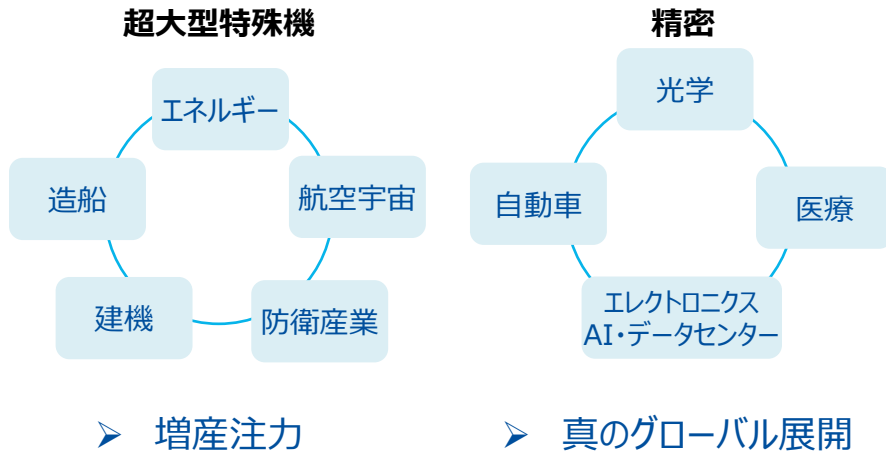 超大型特殊機
エネルギー
造船
航空宇宙
建機
防衛産業
➢ 増産注力
精密
光学
自動車
医療
エレクトロニクス
AI・データセンター
➢ 真のグローバル展開